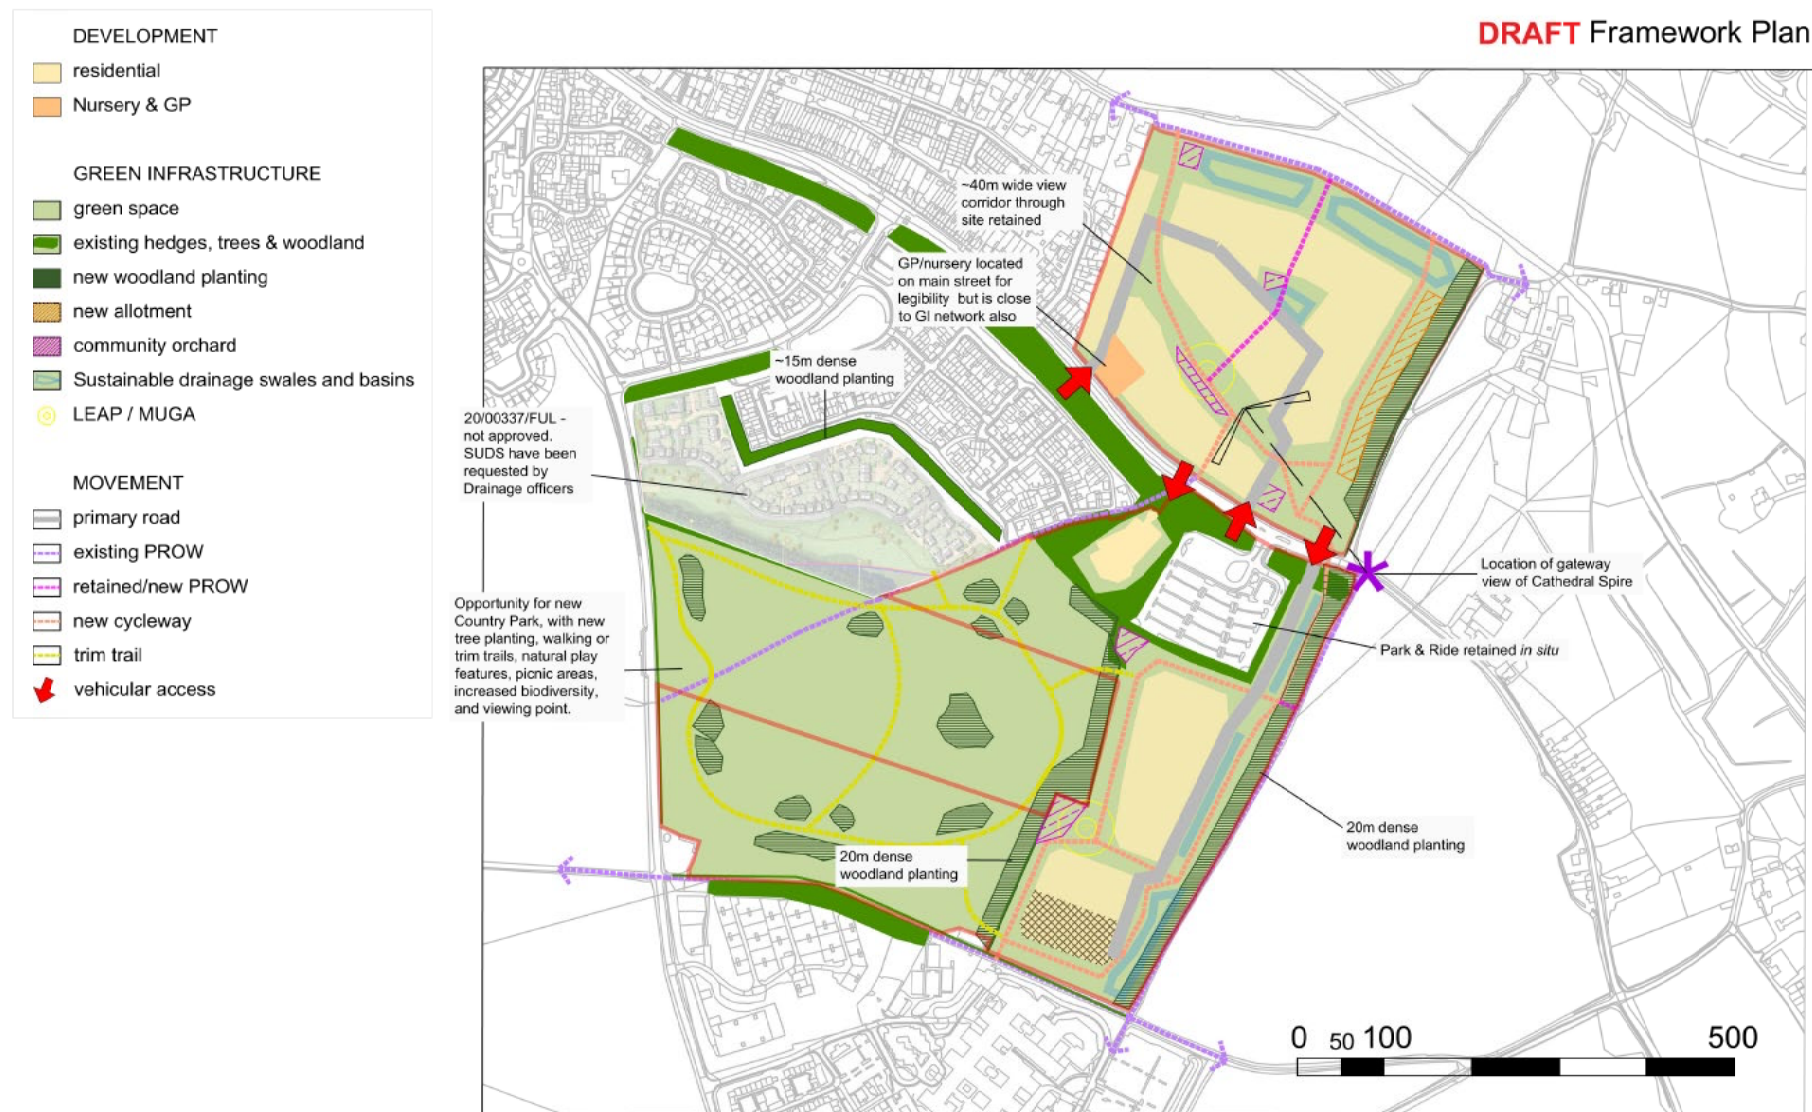 DRAFT Framework Plan
DEVELOPMENT
residential
Nursery & GP
GREEN INFRASTRUCTURE
green space
existing hedges, trees & woodland
new woodland planting
new allotment
community orchard
Sustainable drainage swales and basins
LEAP / MUGA
MOVEMENT
primary road
existing PROW
retained/new PROW
new cycleway
trim trail
vehicular access
~40m wide view
corridor through
site retained
GP/nursery located
on main street for
legibility but is close
to GI network also
~15m dense
woodland planting
20/00337/FUL -
not approved.
SUDS have been
requested by
Drainage officers
Opportunity for new
Country Park, with new
tree planting, walking or
trim trails, natural play
features, picnic areas,
increased biodiversity,
and viewing point.
Location of gateway
view of Cathedral Spire
Park & Ride retained in situ
20m dense
woodland planting
20m dense
woodland planting
0 50 100 500